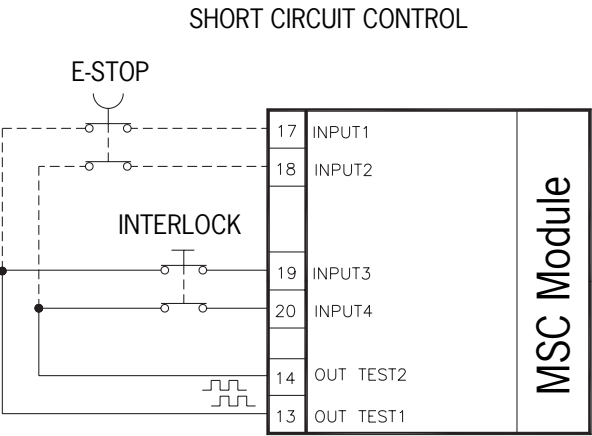 SHORT CIRCUIT CONTROL
E-STOP
17 INPUT1
18 INPUT2
INTERLOCK
19 INPUT3
20 INPUT4
14 OUT TEST2
13 OUT TEST1
MSC Module